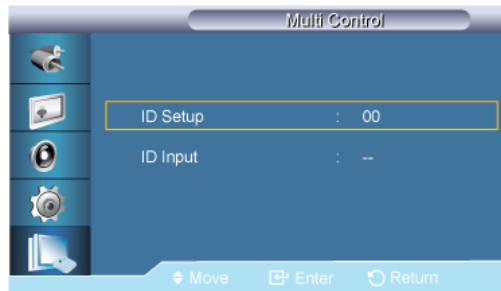 Multi Control
ID Setup : 00
ID Input : --
Move Enter Return